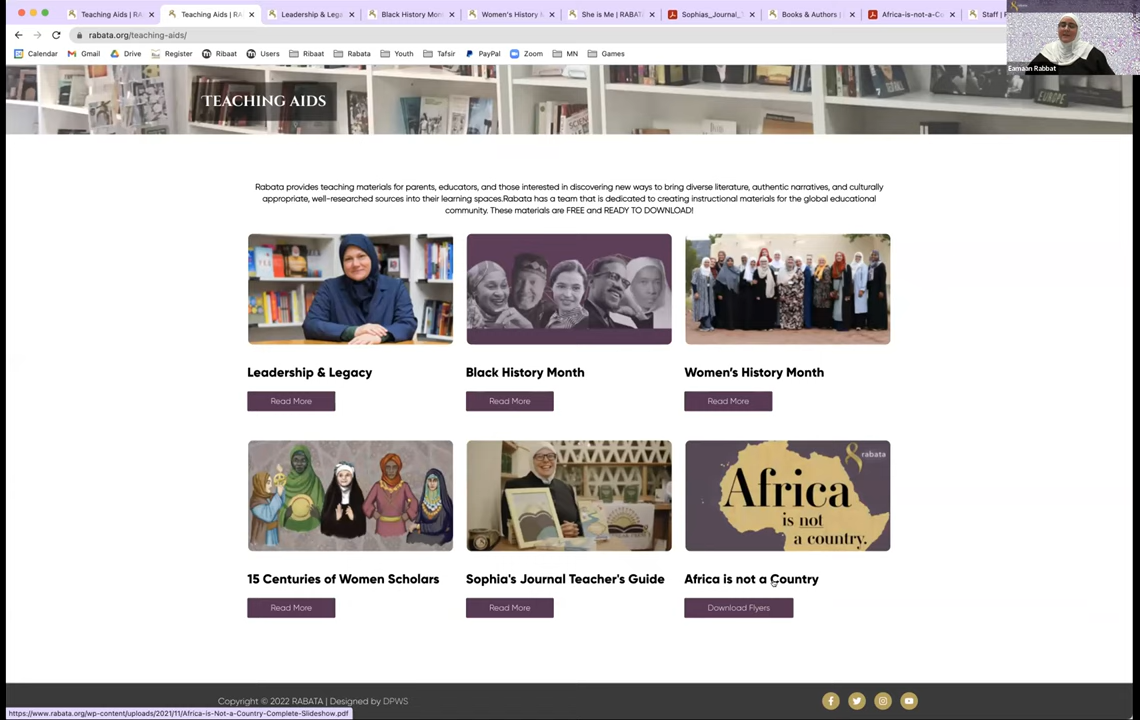 Teaching Aids | RA
Teaching Aids | RA
Leadership & Lega
Black History Mon
Women's History M
She is Me | RABATA
Sophias_Journal_T
Books & Authors |
Africa-is-not-a-Co
Staff | R
rabata.org/teaching-aids/
Calendar
Gmail
Drive
Register
Ribaat
Users
Ribaat
Rabata
Youth
Tafsir
PayPal
Zoom
MN
Games
Eamaan Rabbat
EUROPE
TEACHING AIDS
Rabata provides teaching materials for parents, educators, and those interested in discovering new ways to bring diverse literature, authentic narratives, and culturally
appropriate, well-researched sources into their learning spaces.Rabata has a team that is dedicated to creating instructional materials for the global educational
community. These materials are FREE and READY TO DOWNLOAD!
Leadership & Legacy
Black History Month
Women's History Month
Read More
Read More
Read More
rabata
Africa
is not
a country.
15 Centuries of Women Scholars
Sophia's Journal Teacher's Guide
Africa is not a Country
Read More
Read More
Download Flyers
Copyright © 2022 RABATA | Designed by DPWS
https://www.rabata.org/wp-content/uploads/2021/11/Africa-is-Not-a-Country-Complete-Slideshow.pdf